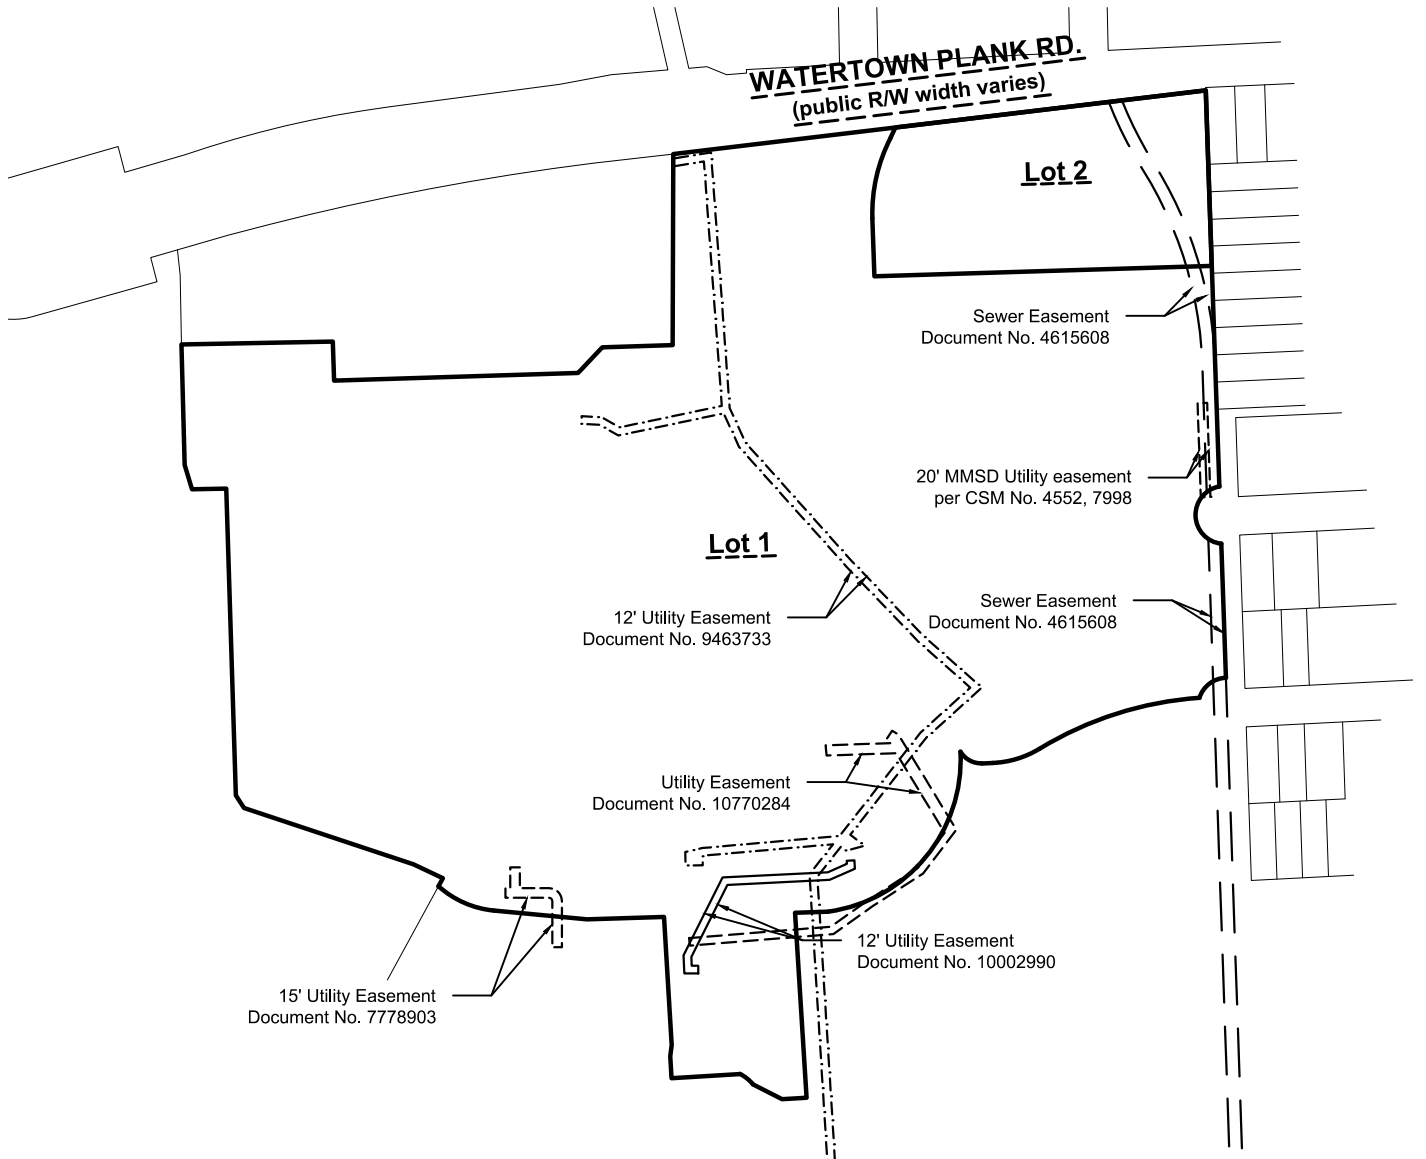 WATERTOWN PLANK RD.
(public R/W width varies)
Lot 2
Sewer Easement
Document No. 4615608
20' MMSD Utility easement
per CSM No. 4552, 7998
Lot 1
Sewer Easement
Document No. 4615608
12' Utility Easement
Document No. 9463733
Utility Easement
Document No. 10770284
12' Utility Easement
Document No. 10002990
15' Utility Easement
Document No. 7778903